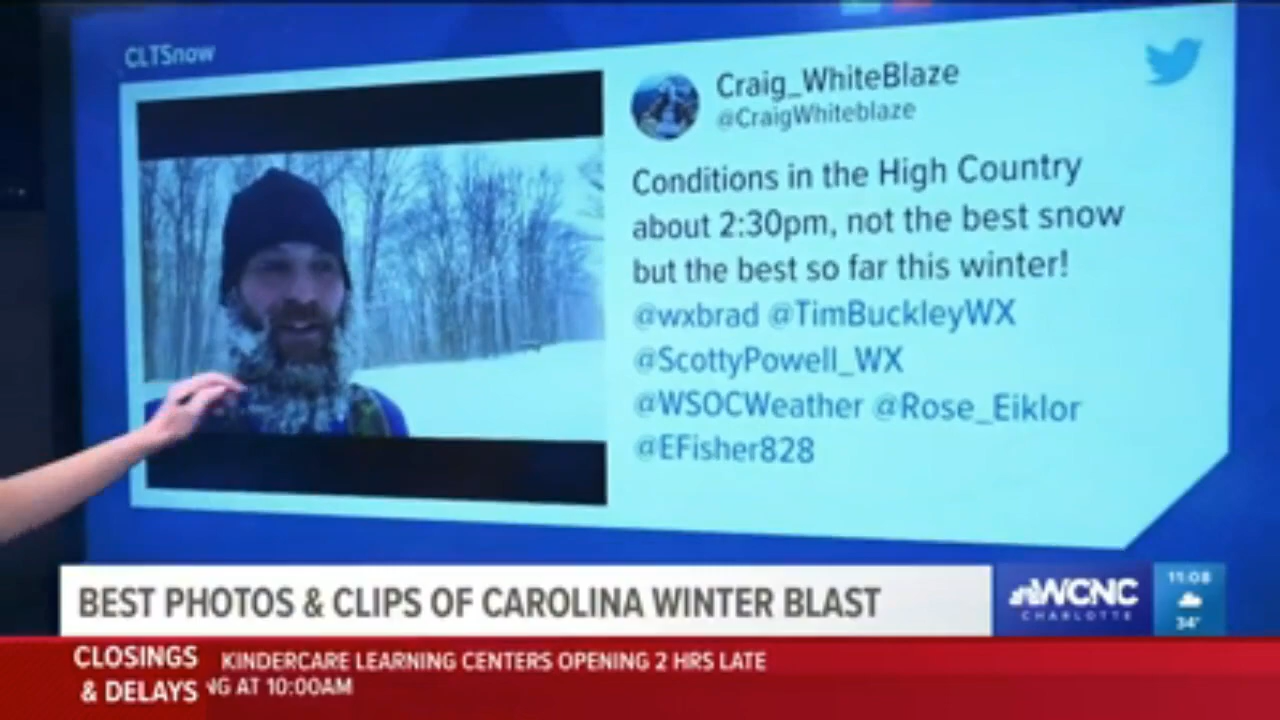 CLTSnow
Craig_WhiteBlaze
@CraigWhiteblaze
Conditions in the High Country
about 2:30pm, not the best snow
but the best so far this winter!
@wxbrad @TimBuckleyWX
@ScottyPowell_WX
@WSOCWeather @Rose_Eiklor
@EFisher828
BEST PHOTOS & CLIPS OF CAROLINA WINTER BLAST
WCNC
CHARLOTTE
11:08
34°
CLOSINGS
& DELAYS
KINDERCARE LEARNING CENTERS OPENING 2 HRS LATE
NG AT 10:00AM